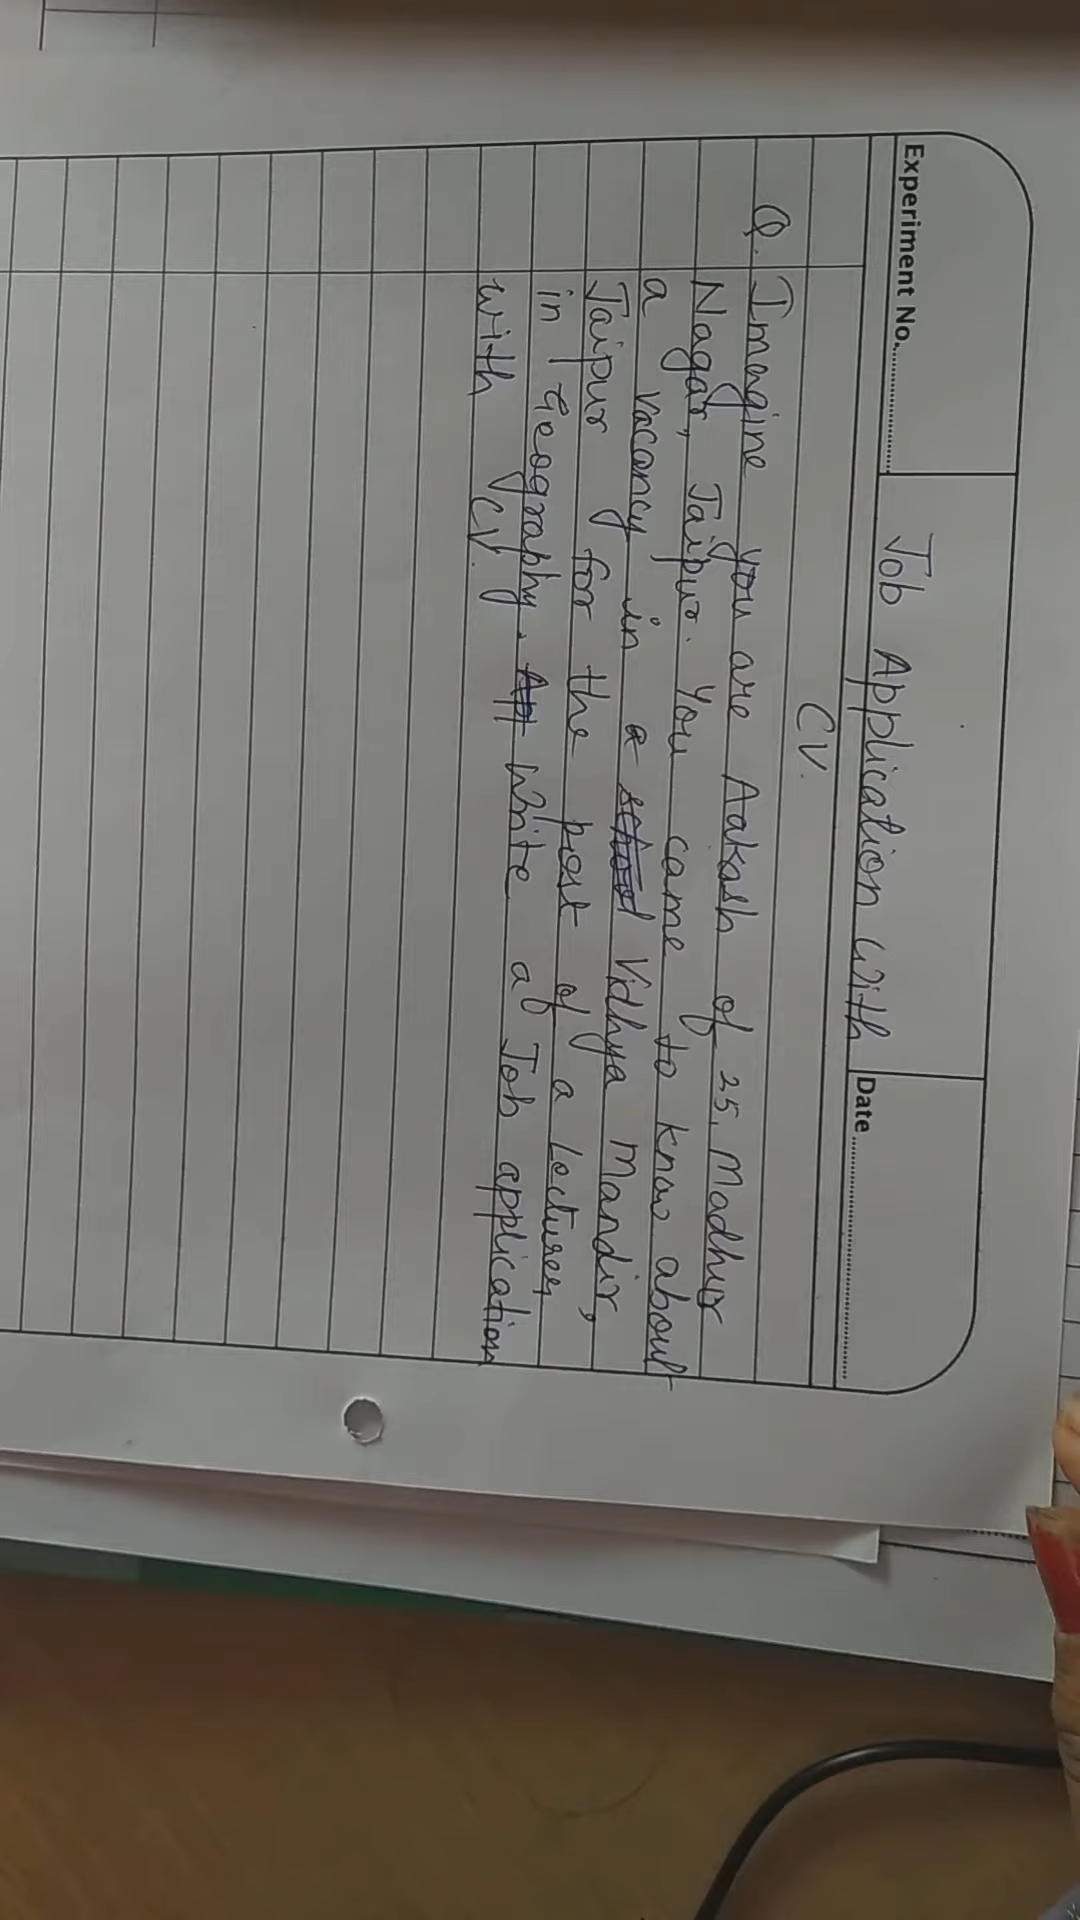 Experiment No.
Job Application with
Date
CV.
Q. Imagine you are Aakash of 25, Madhur
Nagar, Jaipur. You came to know about
a vacancy in a Vidhya Mandir,
Jaipur for the post of a Lecturer,
in Geography. Write a Job application
with CV.